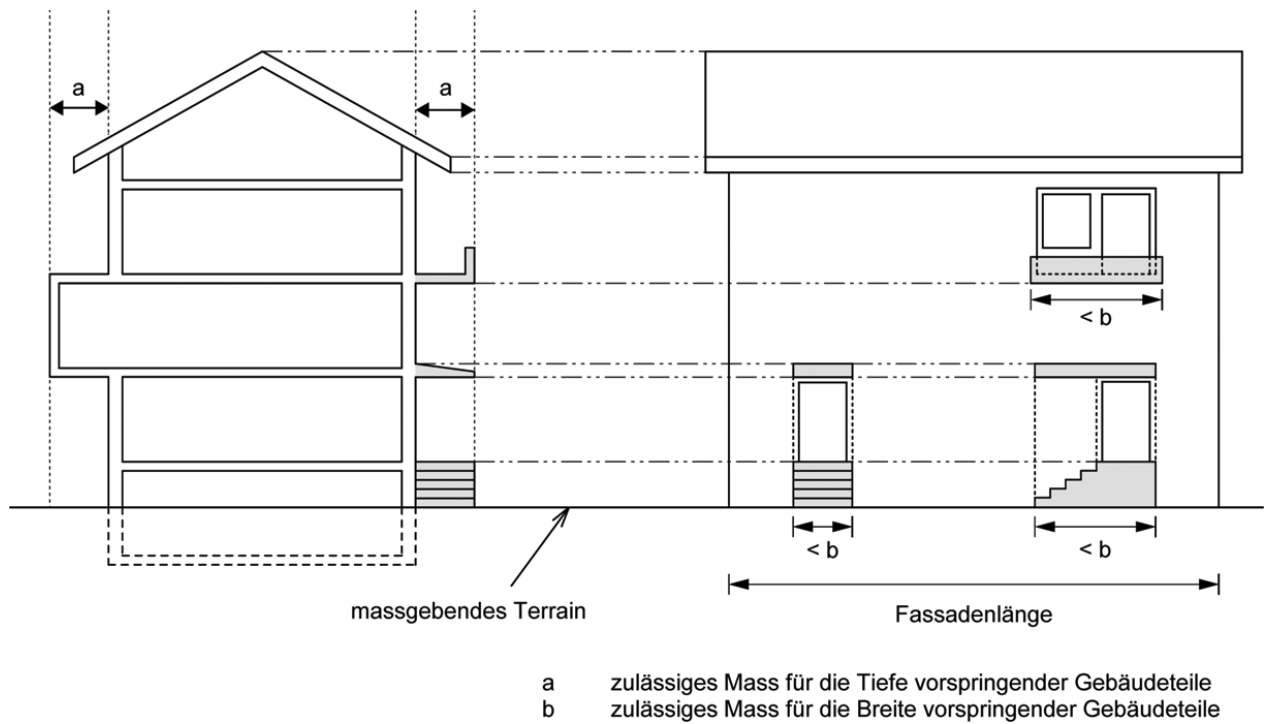 a
a
< b
< b
< b
massgebendes Terrain
Fassadenlänge
a zulässiges Mass für die Tiefe vorspringender Gebäudeteile
b zulässiges Mass für die Breite vorspringender Gebäudeteile